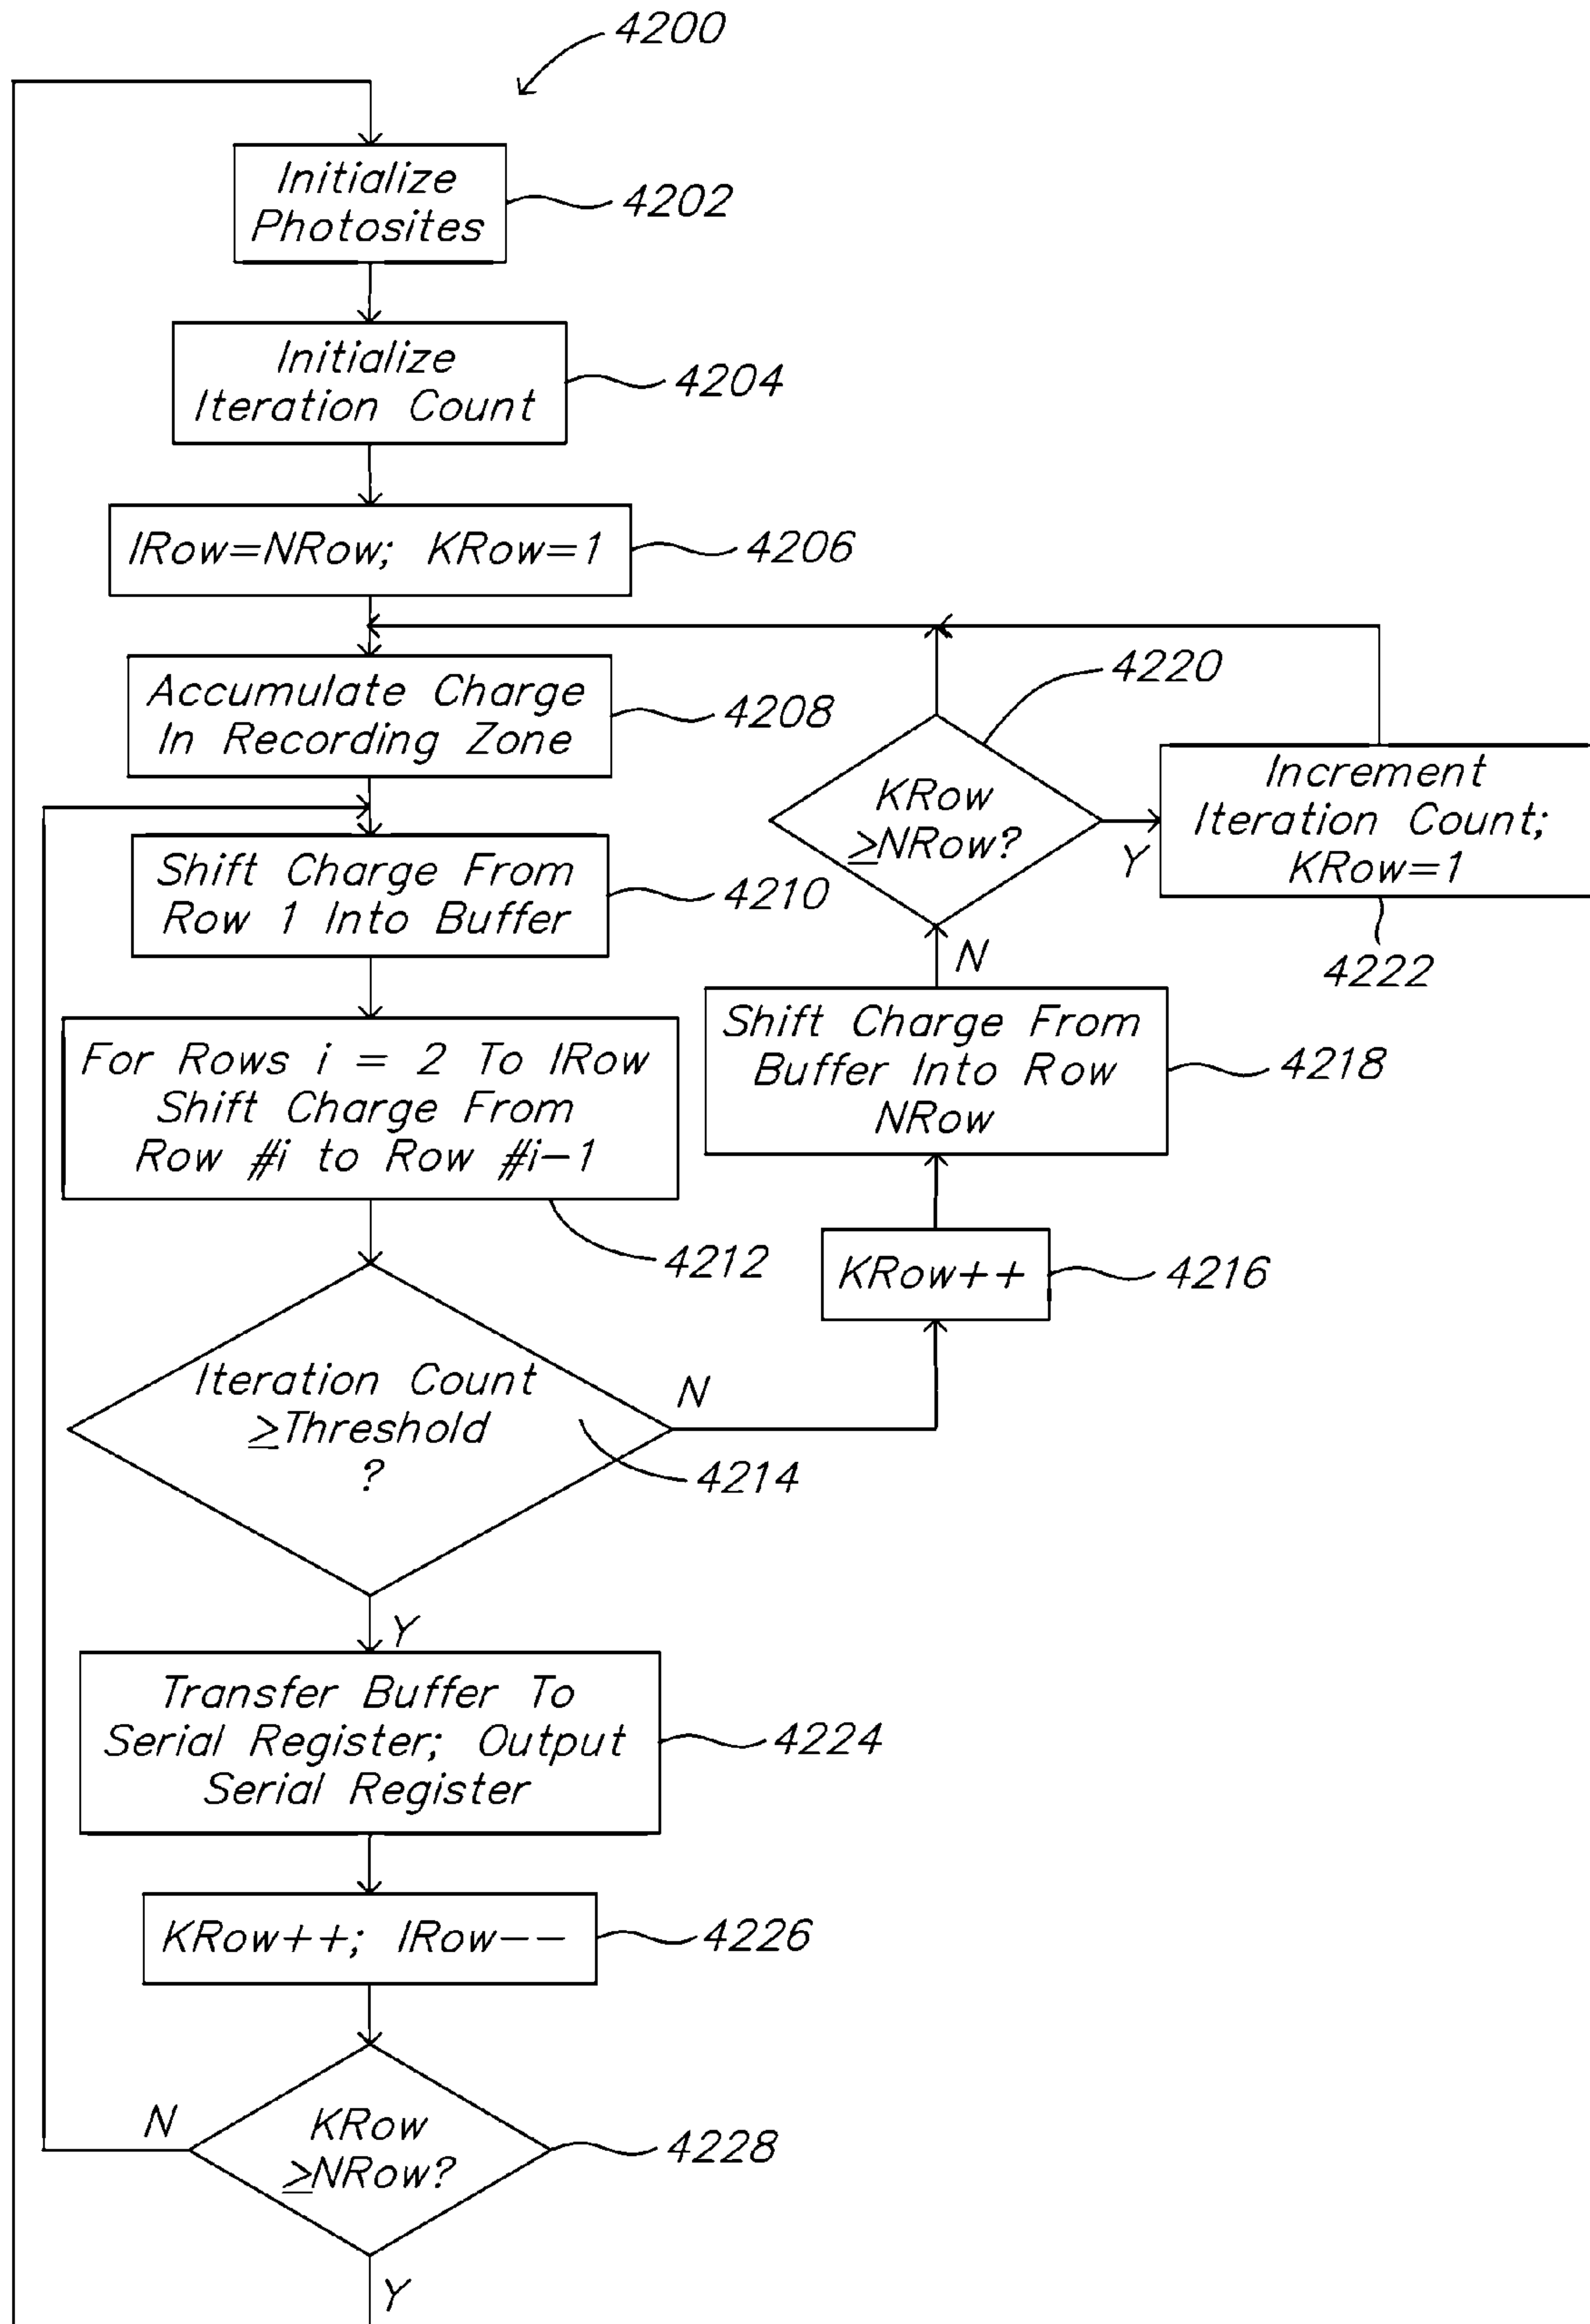 4200
Initialize
Photosites
4202
Initialize
Iteration Count
4204
IRow=NRow; KRow=1
4206
Accumulate Charge
In Recording Zone
4208
Shift Charge From
Row 1 Into Buffer
4210
For Rows i = 2 To IRow
Shift Charge From
Row #i to Row #i-1
4212
Iteration Count
≥Threshold
?
4214
N
KRow++
4216
Shift Charge From
Buffer Into Row
NRow
4218
N
KRow
≥NRow?
4220
Y
Increment
Iteration Count;
KRow=1
4222
Y
Transfer Buffer To
Serial Register; Output
Serial Register
4224
KRow++; IRow--
4226
KRow
≥NRow?
4228
N
Y